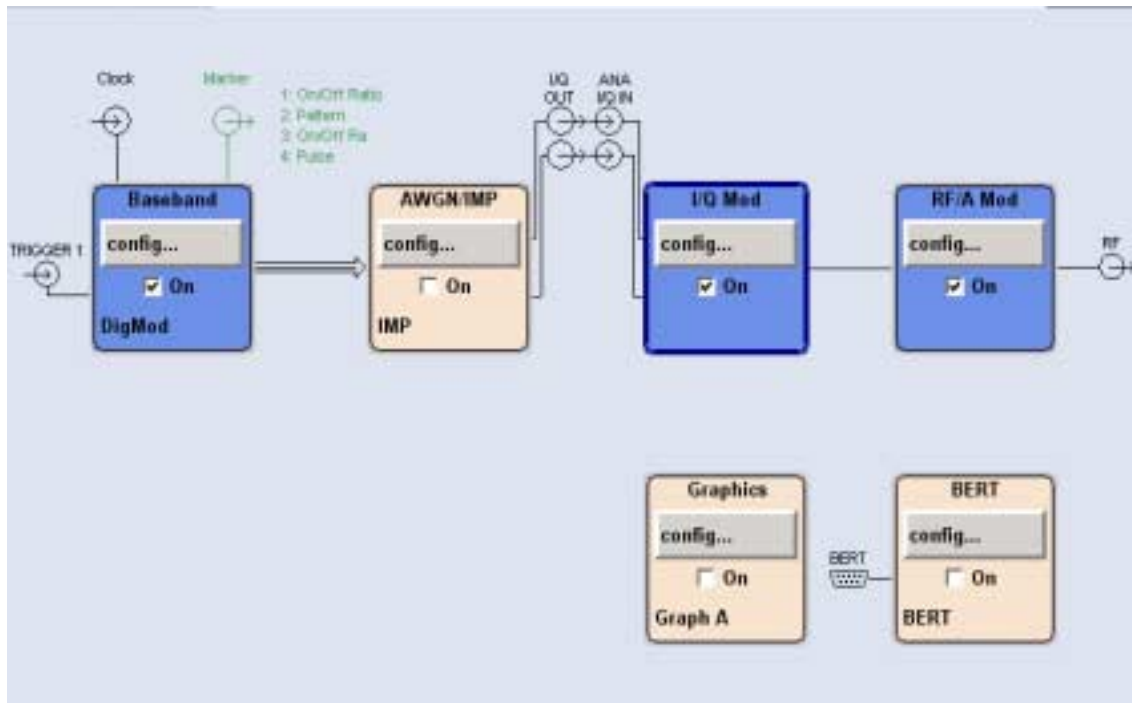 Clock
Marker
1: On/Off Ratio
2: Pattern
3: On/Off Ra
4: Pulse
I/Q
OUT
ANA
I/Q IN
TRIGGER 1
Baseband
config...
On
DigMod
AWGN/IMP
config...
On
IMP
I/Q Mod
config...
On
RF/A Mod
config...
On
RF
Graphics
config...
On
Graph A
BERT
BERT
config...
On
BERT